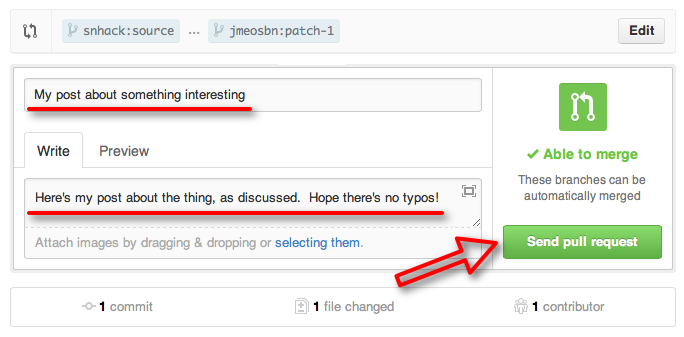 snhack:source ... jmeosbn:patch-1 Edit
My post about something interesting
Write Preview
Here's my post about the thing, as discussed.  Hope there's no typos!
Attach images by dragging & dropping or selecting them.
Able to merge
These branches can be
automatically merged
Send pull request
1 commit 1 file changed 1 contributor